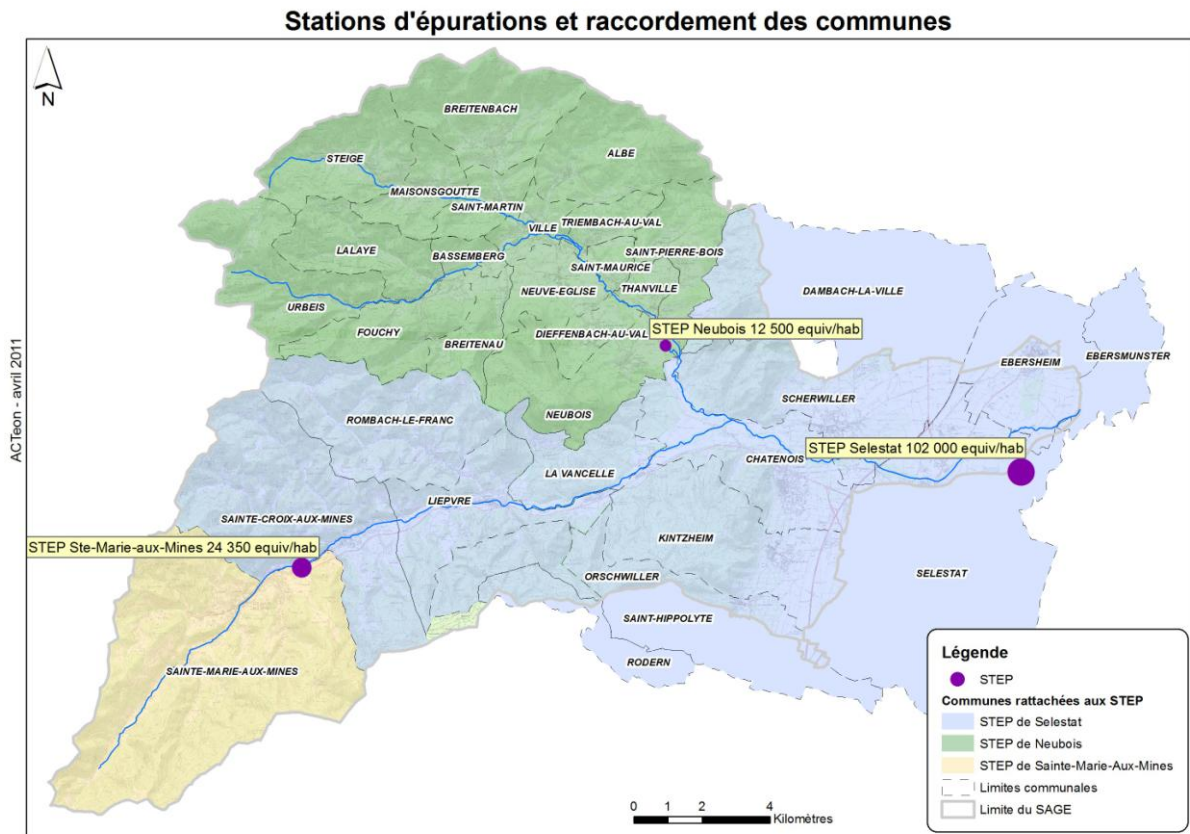 Stations d'épurations et raccordement des communes
N
BREITENBACH
ALBE
STEIGE
MAISONSGOUTTE
SAINT-MARTIN
VILLE
TRIEMBACH-AU-VAL
LALAYE
BASSEMBERG
SAINT-PIERRE-BOIS
SAINT-MAURICE
NEUVE-EGLISE
THANVILLE
DAMBACH-LA-VILLE
URBEIS
FOUCHY
BREITENAU
DIEFFENBACH-AU-VAL
STEP Neubois 12 500 equiv/hab
EBERSHEIM
EBERSMUNSTER
ACTeon - avril 2011
ROMBACH-LE-FRANC
NEUBOIS
SCHERWILLER
STEP Selestat 102 000 equiv/hab
CHATENOIS
LA VANCELLE
LIEPVRE
SAINTE-CROIX-AUX-MINES
STEP Ste-Marie-aux-Mines 24 350 equiv/hab
KINTZHEIM
ORSCHWILLER
SELESTAT
SAINT-HIPPOLYTE
RODERN
SAINTE-MARIE-AUX-MINES
Légende
STEP
Communes rattachées aux STEP
STEP de Selestat
STEP de Neubois
STEP de Sainte-Marie-Aux-Mines
Limites communales
Limite du SAGE
0 1 2 4
Kilomètres